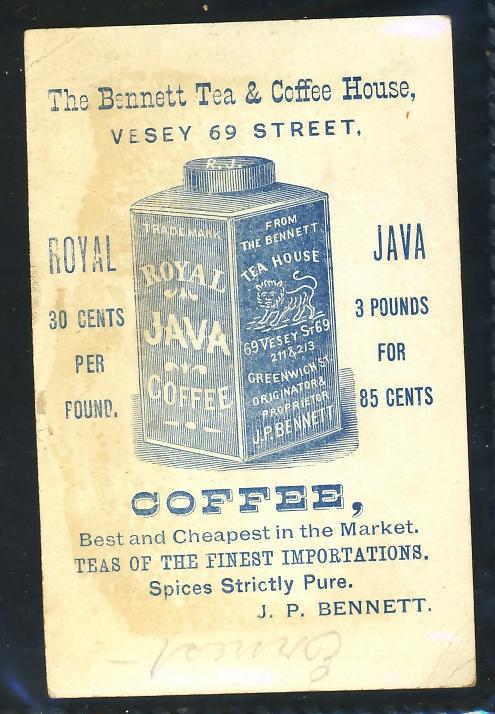 The Bennett Tea & Coffee House,
VESEY 69 STREET,
R.J.
TRADE MARK
ROYAL
JAVA
COFFEE
FROM
THE BENNETT
TEA HOUSE
69 VESEY St 69
211 & 213
GREENWICH ST.
ORIGINATOR &
PROPRIETOR
J.P. BENNETT
ROYAL
30 CENTS
PER
POUND.
JAVA
3 POUNDS
FOR
85 CENTS
COFFEE,
Best and Cheapest in the Market.
TEAS OF THE FINEST IMPORTATIONS.
Spices Strictly Pure.
J. P. BENNETT.
Ernest